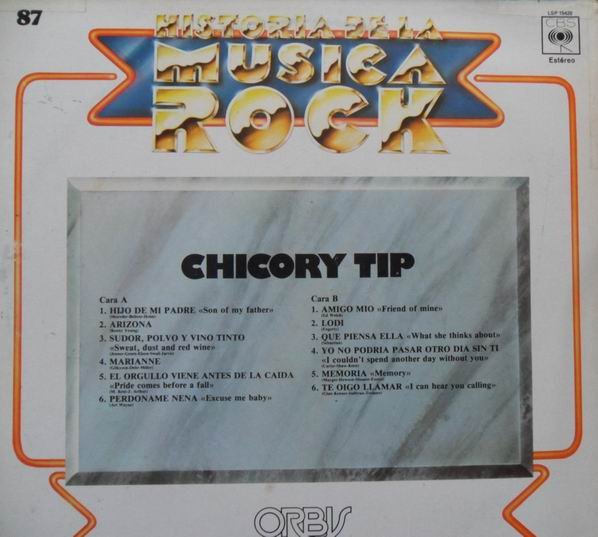 87
HISTORIA DE LA
MUSICA
ROCK
LSP 15420
CBS
Estéreo
CHICORY TIP
Cara A
1. HIJO DE MI PADRE «Son of my father»
2. ARIZONA
(Kenny Young)
3. SUDOR, POLVO Y VINO TINTO
«Sweat, dust and red wine»
4. MARIANNE
5. EL ORGULLO VIENE ANTES DE LA CAIDA
«Pride comes before a fall»
6. PERDONAME NENA «Excuse me baby»
Cara B
1. AMIGO MIO «Friend of mine»
2. LODI
(Fogerty)
3. QUE PIENSA ELLA «What she thinks about»
4. YO NO PODRIA PASAR OTRO DIA SIN TI
«I couldn't spend another day without you»
5. MEMORIA «Memory»
6. TE OIGO LLAMAR «I can hear you calling»
ORBIS